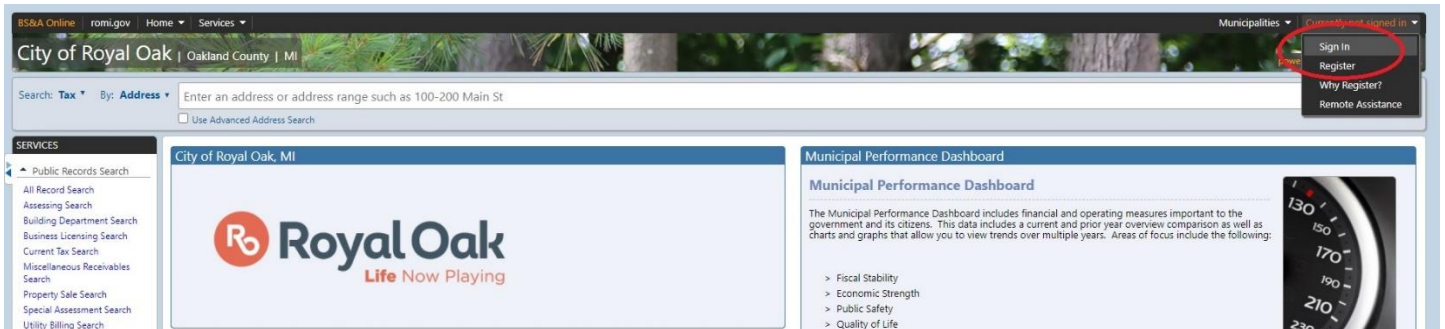 BS&A Online romi.gov Home Services Municipalities Currently not signed in
City of Royal Oak | Oakland County | MI
Sign In
Register
Why Register?
Remote Assistance
Search: Tax By: Address Enter an address or address range such as 100-200 Main St
Use Advanced Address Search
SERVICES
Public Records Search
All Record Search
Assessing Search
Building Department Search
Business Licensing Search
Current Tax Search
Miscellaneous Receivables
Search
Property Sale Search
Special Assessment Search
Utility Billing Search
City of Royal Oak, MI
Ro Royal Oak
Life Now Playing
Municipal Performance Dashboard
Municipal Performance Dashboard
The Municipal Performance Dashboard includes financial and operating measures important to the
government and its citizens. This data includes a current and prior year overview comparison as well as
charts and graphs that allow you to view trends over multiple years. Areas of focus include the following:
> Fiscal Stability
> Economic Strength
> Public Safety
> Quality of Life
130
150
170
190
210
230